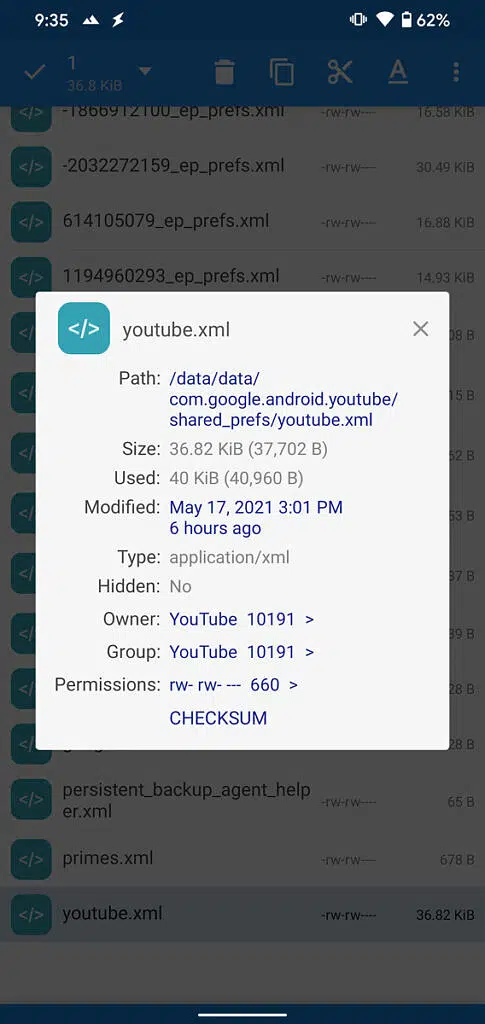 9:35
62%
1
36.8 KiB
-1866912100_ep_prefs.xml -rw-rw---- 16.58 KiB
-2032272159_ep_prefs.xml -rw-rw---- 30.49 KiB
614105079_ep_prefs.xml -rw-rw---- 16.88 KiB
1194960293_ep_prefs.xml -rw-rw---- 14.93 KiB
youtube.xml
Path: /data/data/
com.google.android.youtube/
shared_prefs/youtube.xml
Size: 36.82 KiB (37,702 B)
Used: 40 KiB (40,960 B)
Modified: May 17, 2021 3:01 PM
6 hours ago
Type: application/xml
Hidden: No
Owner: YouTube 10191 >
Group: YouTube 10191 >
Permissions: rw- rw- --- 660 >
CHECKSUM
persistent_backup_agent_help
er.xml -rw-rw---- 65 B
primes.xml -rw-rw---- 678 B
youtube.xml -rw-rw---- 36.82 KiB